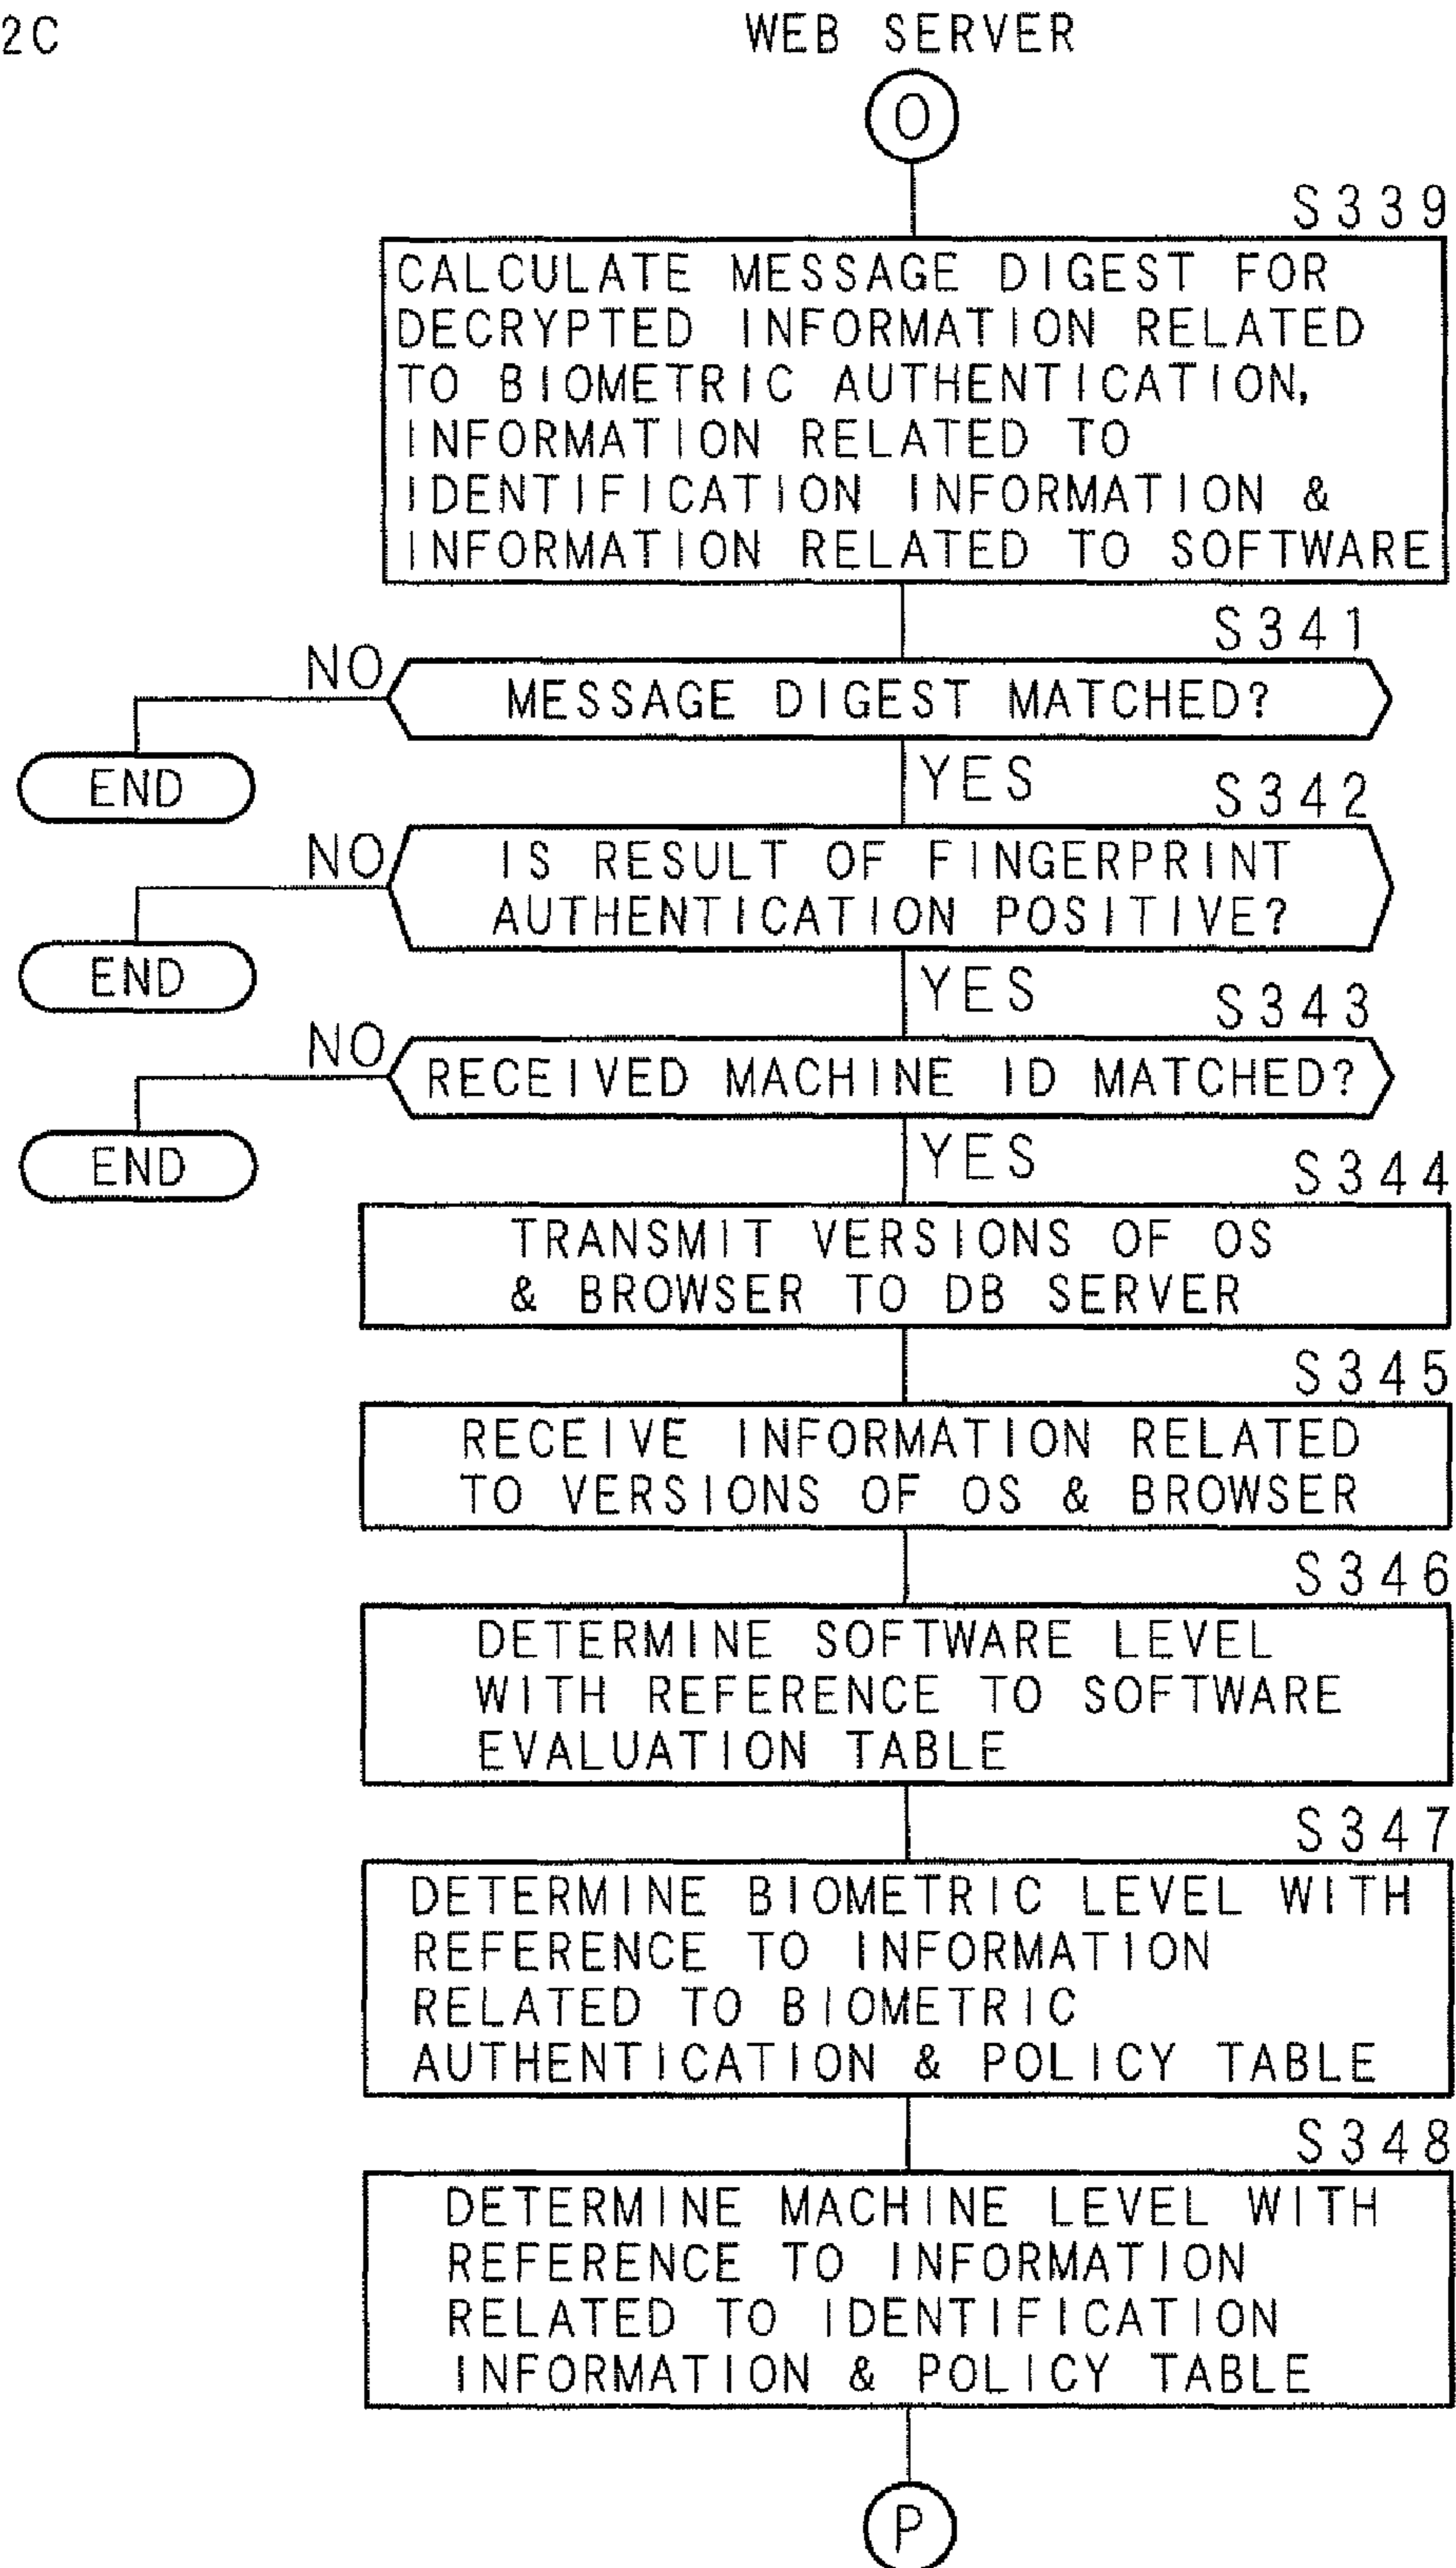 2C
WEB SERVER
O
S339
CALCULATE MESSAGE DIGEST FOR
DECRYPTED INFORMATION RELATED
TO BIOMETRIC AUTHENTICATION,
INFORMATION RELATED TO
IDENTIFICATION INFORMATION &
INFORMATION RELATED TO SOFTWARE
S341
NO
MESSAGE DIGEST MATCHED?
END
YES
S342
NO
IS RESULT OF FINGERPRINT
AUTHENTICATION POSITIVE?
END
YES
S343
NO
RECEIVED MACHINE ID MATCHED?
END
YES
S344
TRANSMIT VERSIONS OF OS
& BROWSER TO DB SERVER
S345
RECEIVE INFORMATION RELATED
TO VERSIONS OF OS & BROWSER
S346
DETERMINE SOFTWARE LEVEL
WITH REFERENCE TO SOFTWARE
EVALUATION TABLE
S347
DETERMINE BIOMETRIC LEVEL WITH
REFERENCE TO INFORMATION
RELATED TO BIOMETRIC
AUTHENTICATION & POLICY TABLE
S348
DETERMINE MACHINE LEVEL WITH
REFERENCE TO INFORMATION
RELATED TO IDENTIFICATION
INFORMATION & POLICY TABLE
P